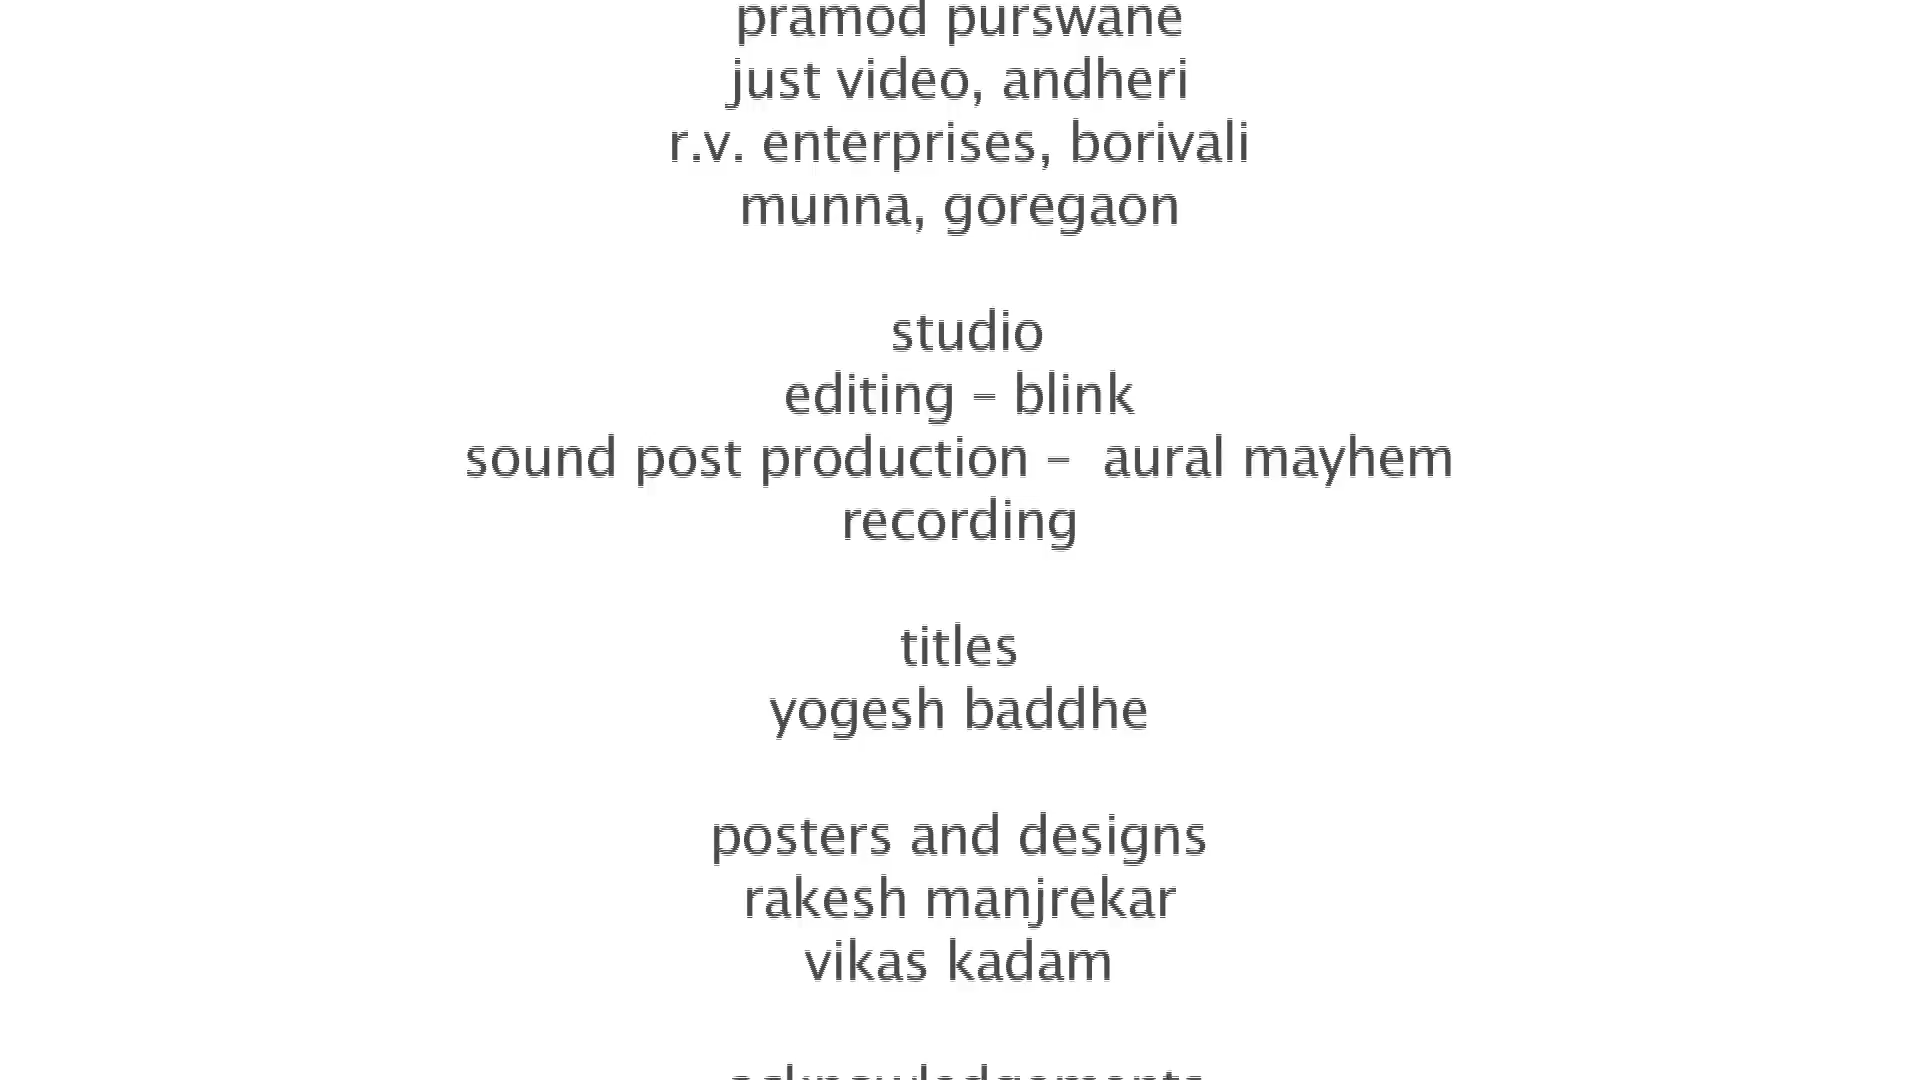 pramod purswane
just video, andheri
r.v. enterprises, borivali
munna, goregaon
studio
editing – blink
sound post production –  aural mayhem
recording
titles
yogesh baddhe
posters and designs
rakesh manjrekar
vikas kadam
acknowledgements